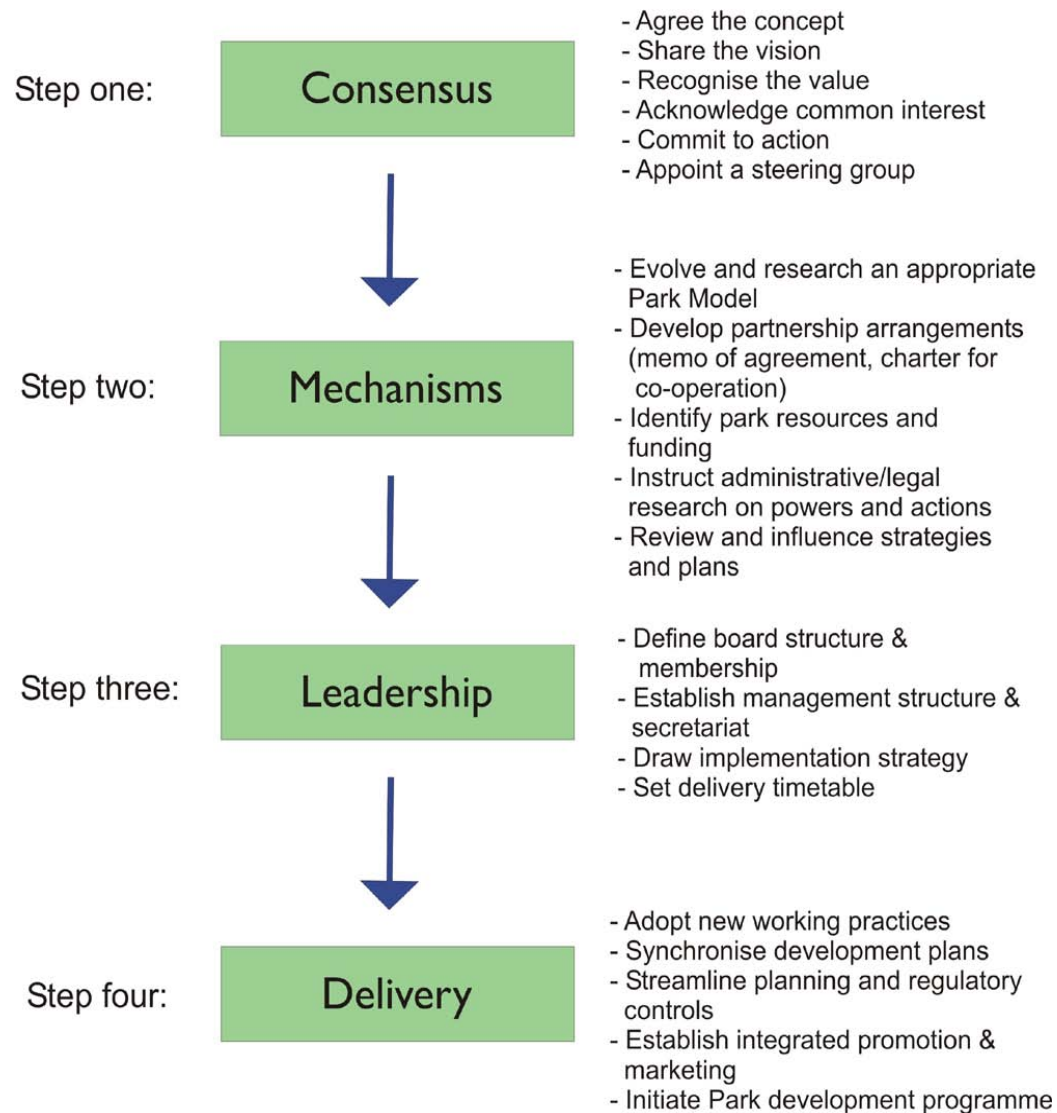 Step one:
Consensus
- Agree the concept
- Share the vision
- Recognise the value
- Acknowledge common interest
- Commit to action
- Appoint a steering group
Step two:
Mechanisms
- Evolve and research an appropriate
Park Model
- Develop partnership arrangements
(memo of agreement, charter for
co-operation)
- Identify park resources and
funding
- Instruct administrative/legal
research on powers and actions
- Review and influence strategies
and plans
Step three:
Leadership
- Define board structure &
membership
- Establish management structure &
secretariat
- Draw implementation strategy
- Set delivery timetable
Step four:
Delivery
- Adopt new working practices
- Synchronise development plans
- Streamline planning and regulatory
controls
- Establish integrated promotion &
marketing
- Initiate Park development programme